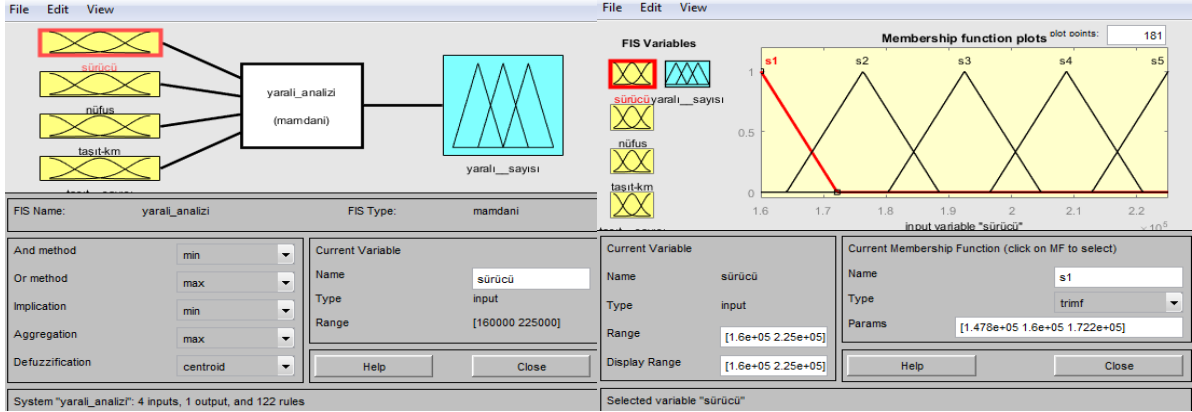 File Edit View
sürücü
nüfus
taşıt-km
yarali_analizi
(mamdani)
yaralı__sayısı
FIS Name: yarali_analizi FIS Type: mamdani
And method min
Or method max
Implication min
Aggregation max
Defuzzification centroid
Current Variable
Name sürücü
Type input
Range [160000 225000]
Help Close
System "yarali_analizi": 4 inputs, 1 output, and 122 rules
File Edit View
FIS Variables
sürücü yaralı__sayısı
nüfus
taşıt-km
Membership function plots plot points: 181
s1 s2 s3 s4 s5
1
0.5
0
1.6 1.7 1.8 1.9 2 2.1 2.2
input variable "sürücü" × 10^5
Current Variable
Name sürücü
Type input
Range [1.6e+05 2.25e+05]
Display Range [1.6e+05 2.25e+05]
Current Membership Function (click on MF to select)
Name s1
Type trimf
Params [1.478e+05 1.6e+05 1.722e+05]
Help Close
Selected variable "sürücü"